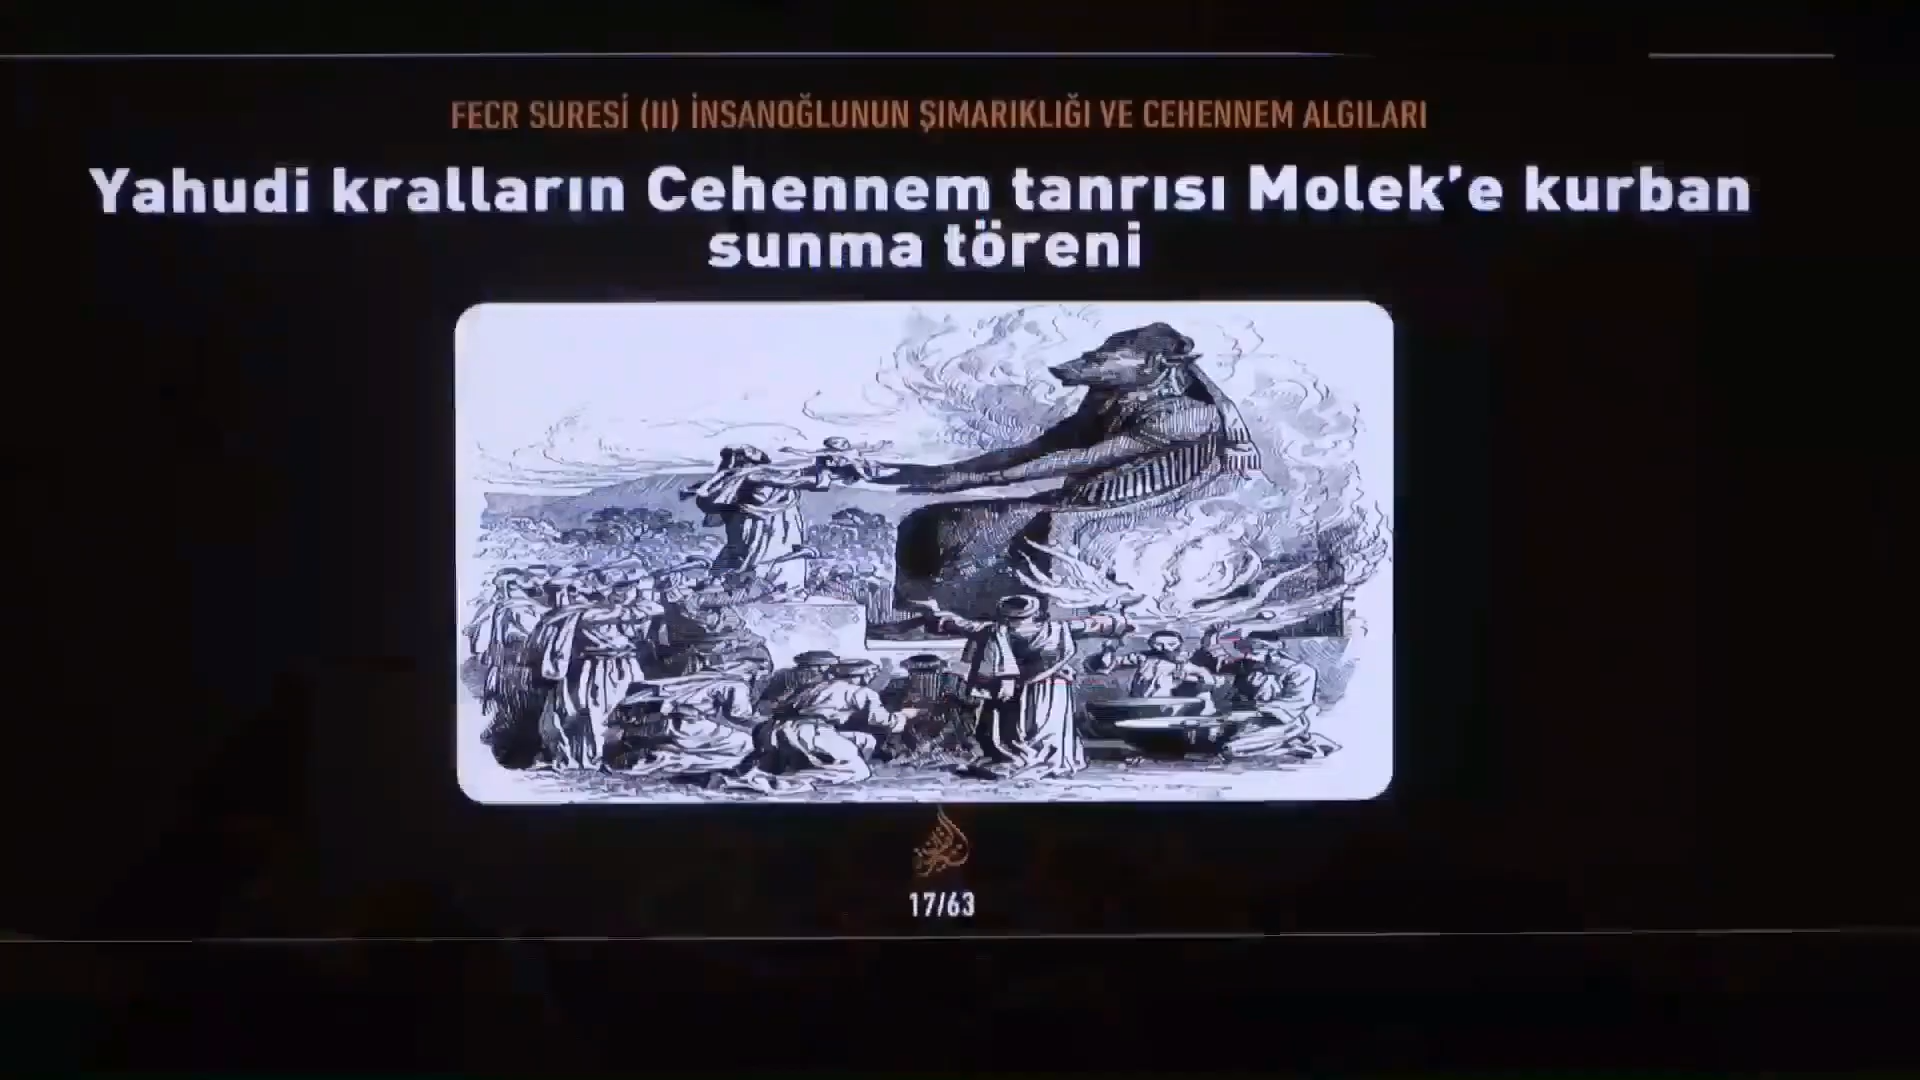 FECR SURESİ (II) İNSANOĞLUNUN ŞIMARIKLIĞI VE CEHENNEM ALGILARI
Yahudi kralların Cehennem tanrısı Molek’e kurban
sunma töreni
17/63